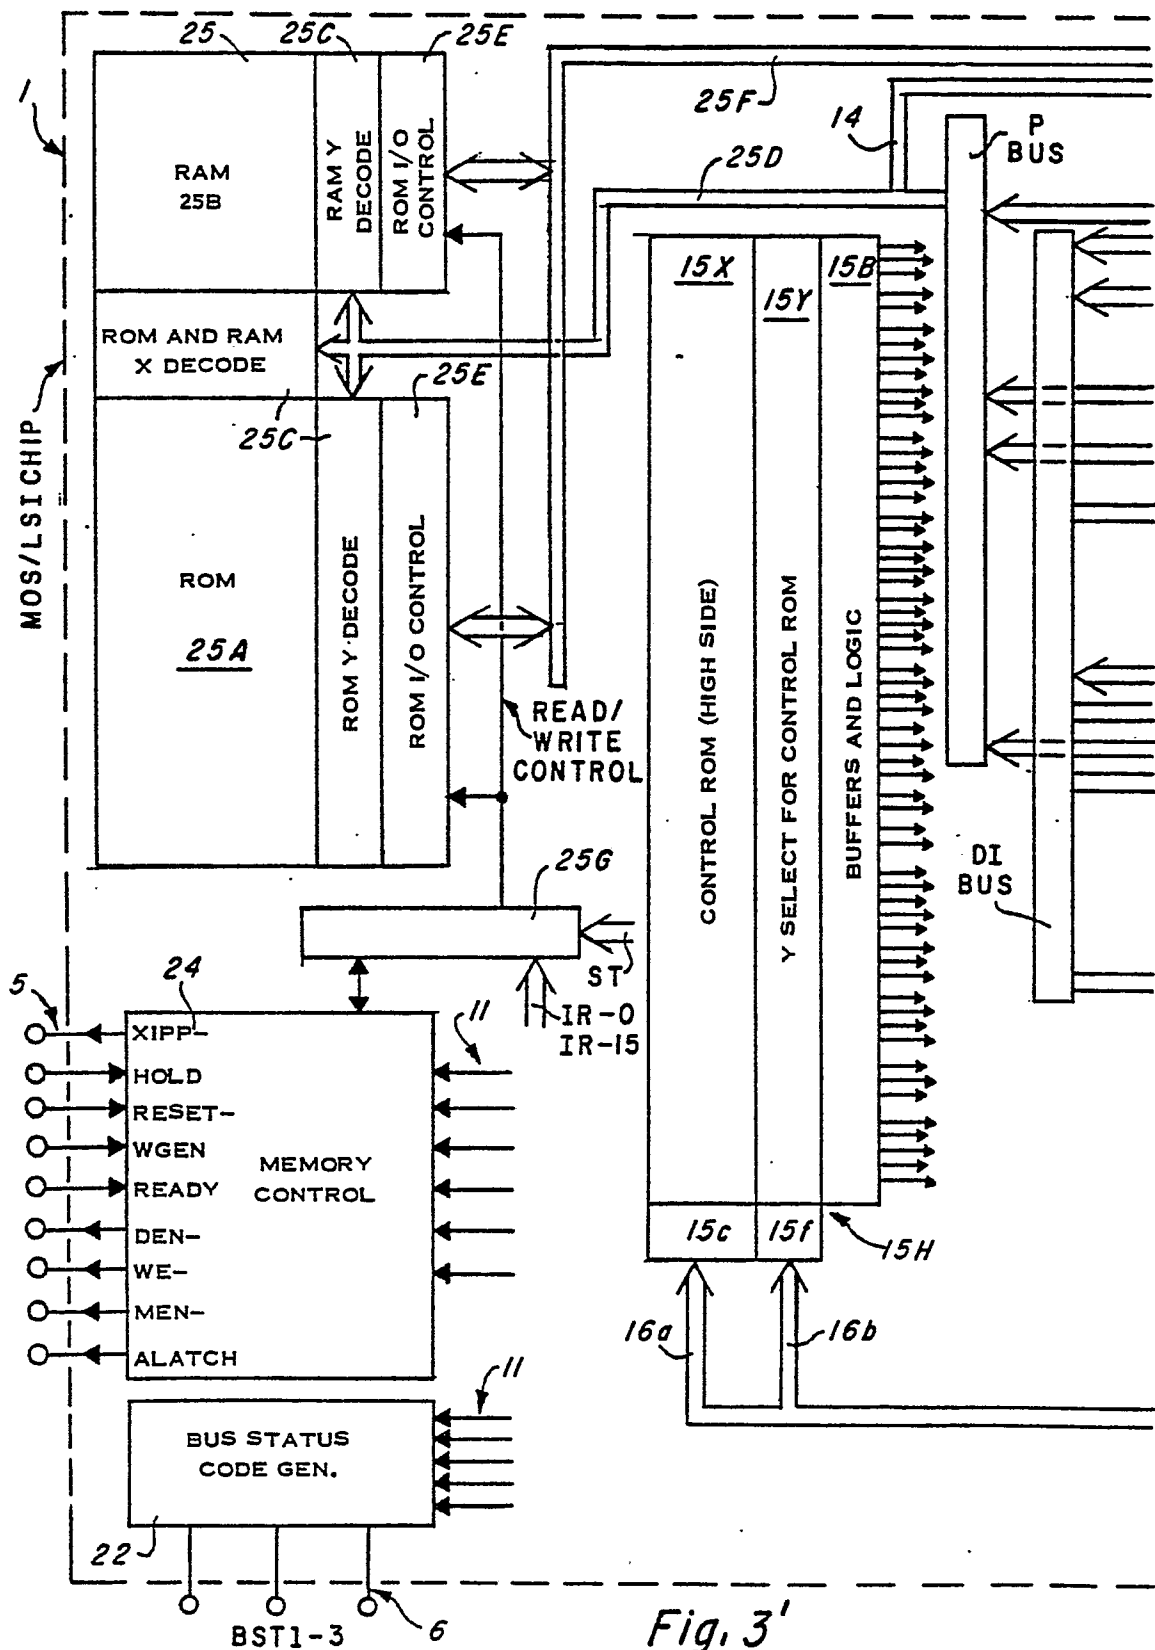 25
25C
25E
25F
14
P
BUS
1
RAM
25B
RAM Y
DECODE
ROM I/O
CONTROL
25D
15X
15Y
15B
ROM AND RAM
X DECODE
25E
25C
MOS/LSI CHIP
ROM
25A
ROM Y DECODE
ROM I/O CONTROL
READ/
WRITE
CONTROL
CONTROL ROM (HIGH SIDE)
Y SELECT FOR CONTROL ROM
BUFFERS AND LOGIC
DI
BUS
25G
ST
IR-0
IR-15
5
24
11
XIPP-
HOLD
RESET-
WGEN
READY
DEN-
WE-
MEN-
ALATCH
MEMORY
CONTROL
15c
15f
15H
16a
16b
11
BUS STATUS
CODE GEN.
22
6
BST1-3
Fig. 3'